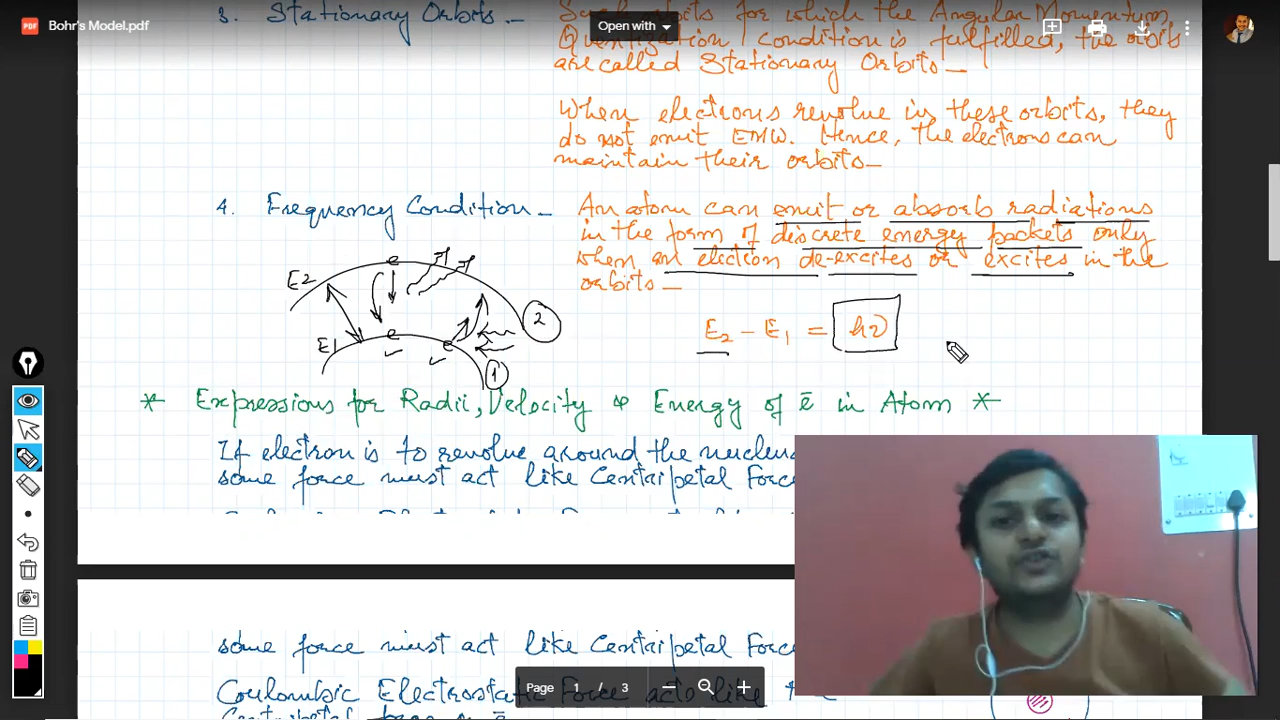 Bohr's Model.pdf
Open with
3. Stationary Orbits - Such orbits for which the Angular Momentum
Quantization condition is fulfilled, the orbits
are called Stationary Orbits -
When electrons revolve in these orbits, they
do not emit EMW. Hence, the electrons can
maintain their orbits -
4. Frequency Condition - An atom can emit or absorb radiations
in the form of discrete energy packets only
when an electron de-excites or excites in the
orbits -
E2
E1
e
e
e
1
2
E2 - E1 = hν
* Expressions for Radii, Velocity & Energy of ē in Atom *
If electron is to revolve around the nucleus
some force must act like Centripetal Force
some force must act like Centripetal Force
Coulombic Electrostatic Force acts like the
Centripetal force on ē
Page 1 / 3